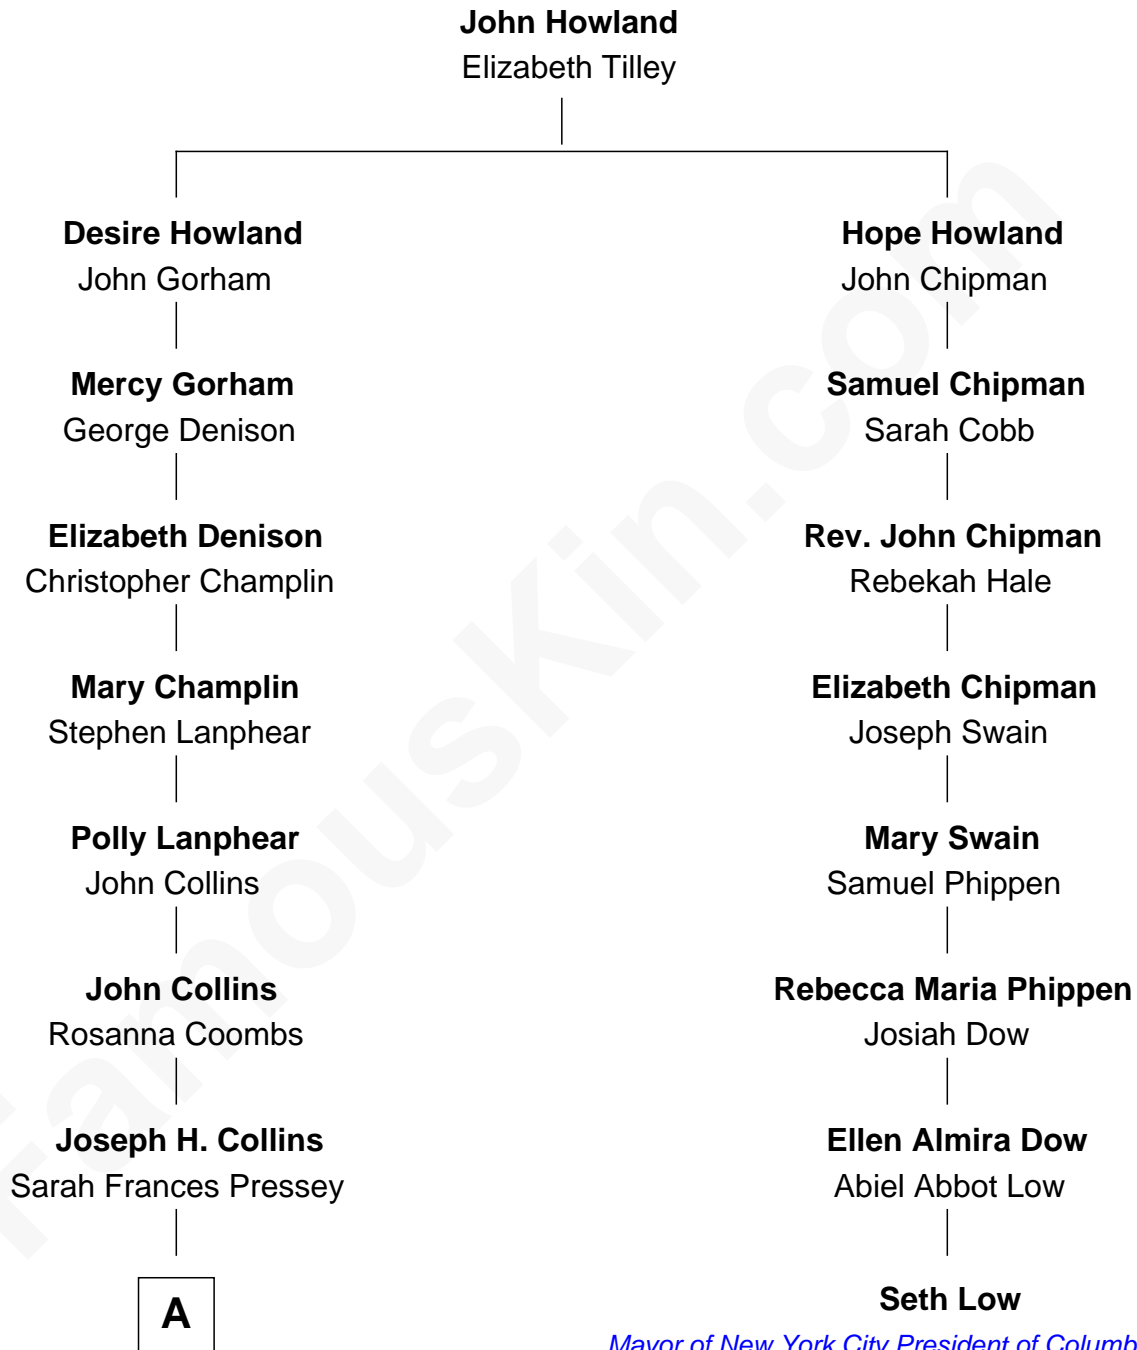 John Howland
Elizabeth Tilley
Desire Howland
John Gorham
Hope Howland
John Chipman
Mercy Gorham
George Denison
Samuel Chipman
Sarah Cobb
Elizabeth Denison
Christopher Champlin
Rev. John Chipman
Rebekah Hale
Mary Champlin
Stephen Lanphear
Elizabeth Chipman
Joseph Swain
Polly Lanphear
John Collins
Mary Swain
Samuel Phippen
John Collins
Rosanna Coombs
Rebecca Maria Phippen
Josiah Dow
Joseph H. Collins
Sarah Frances Pressey
Ellen Almira Dow
Abiel Abbot Low
A
Seth Low
Mayor of New York City President of Columb
FamousKin.com